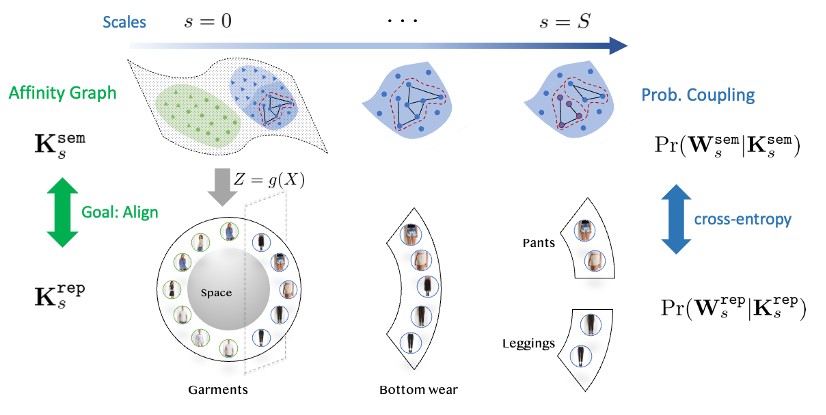 Scales s = 0 ··· s = S
Affinity Graph
Prob. Coupling
K_s^sem
Pr(W_s^sem|K_s^sem)
Z = g(X)
Goal: Align
cross-entropy
Pants
Space
K_s^rep
Pr(W_s^rep|K_s^rep)
Leggings
Garments
Bottom wear